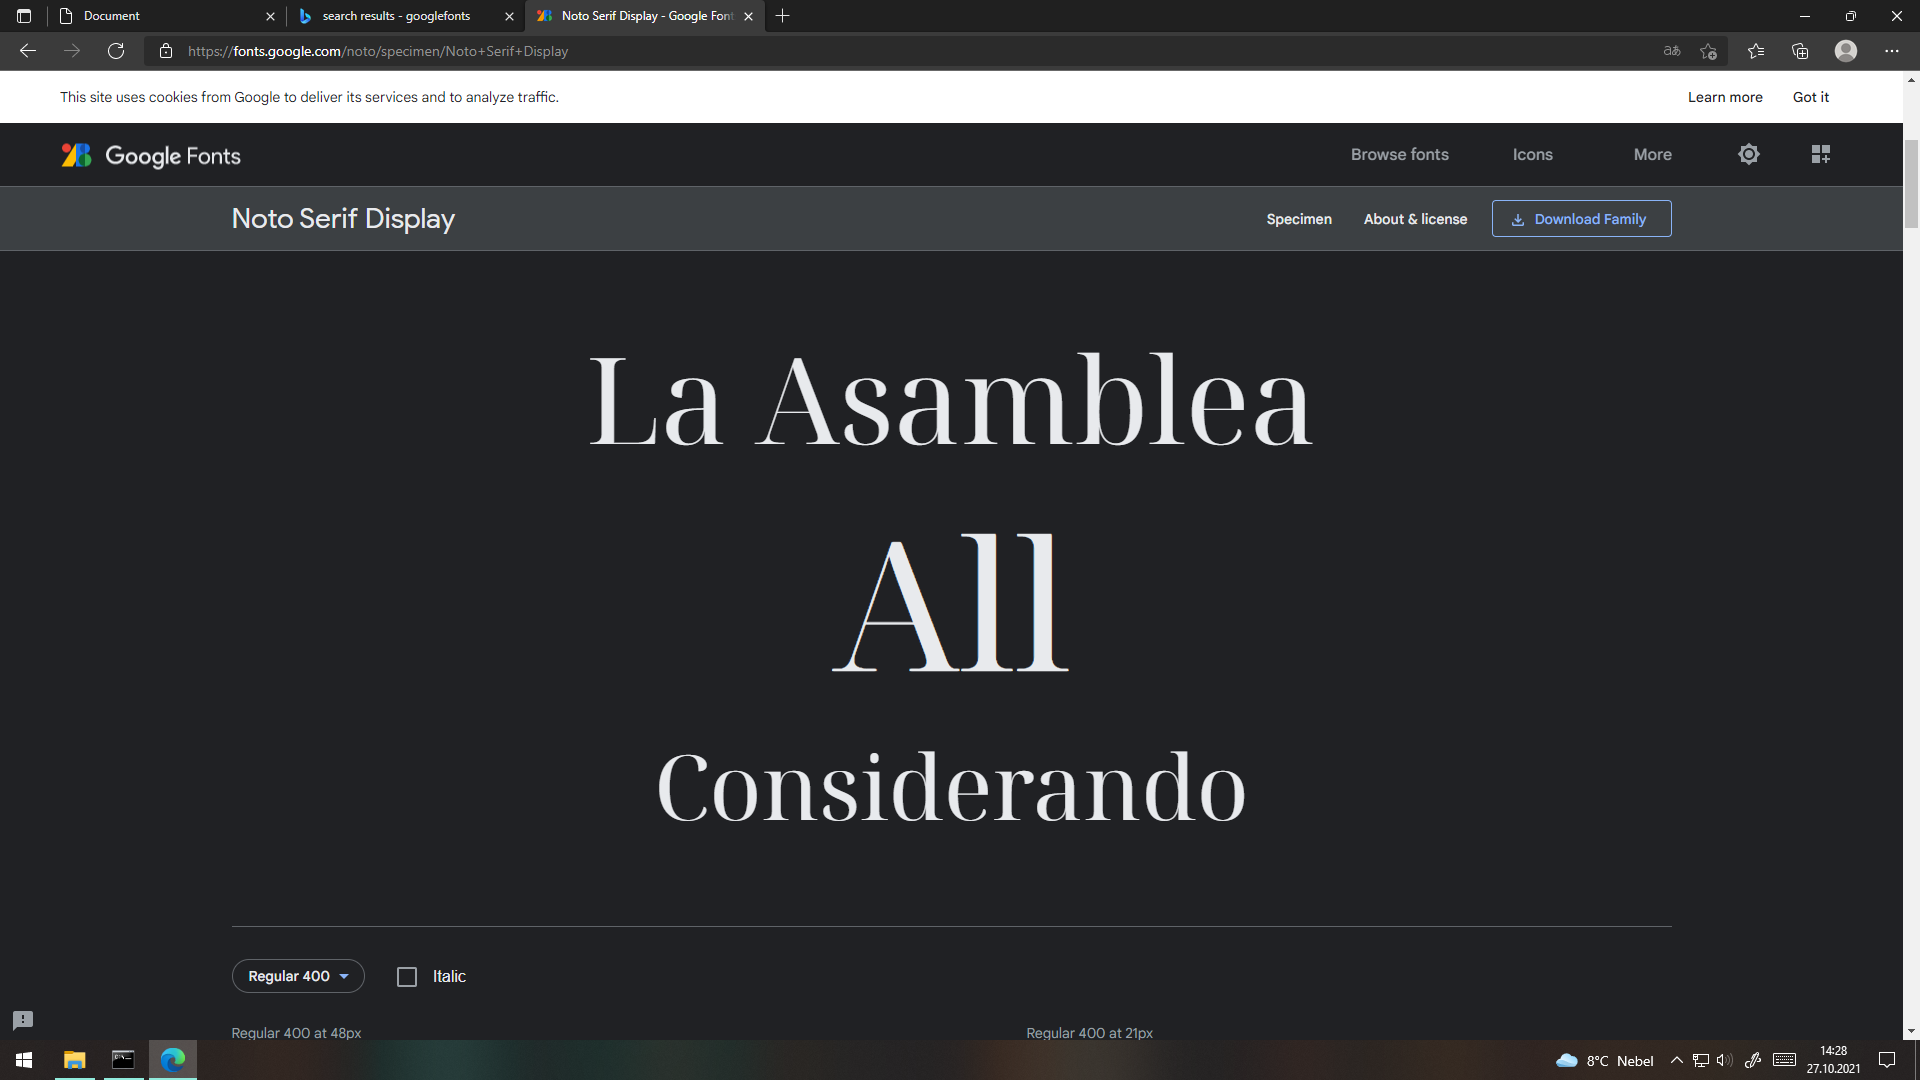 Document
search results - googlefonts
Noto Serif Display - Google Font
https://fonts.google.com/noto/specimen/Noto+Serif+Display
This site uses cookies from Google to deliver its services and to analyze traffic.
Learn more
Got it
Google Fonts
Browse fonts
Icons
More
Noto Serif Display
Specimen
About & license
Download Family
La Asamblea
All
Considerando
Regular 400
Italic
Regular 400 at 48px
Regular 400 at 21px
8°C Nebel
14:28
27.10.2021